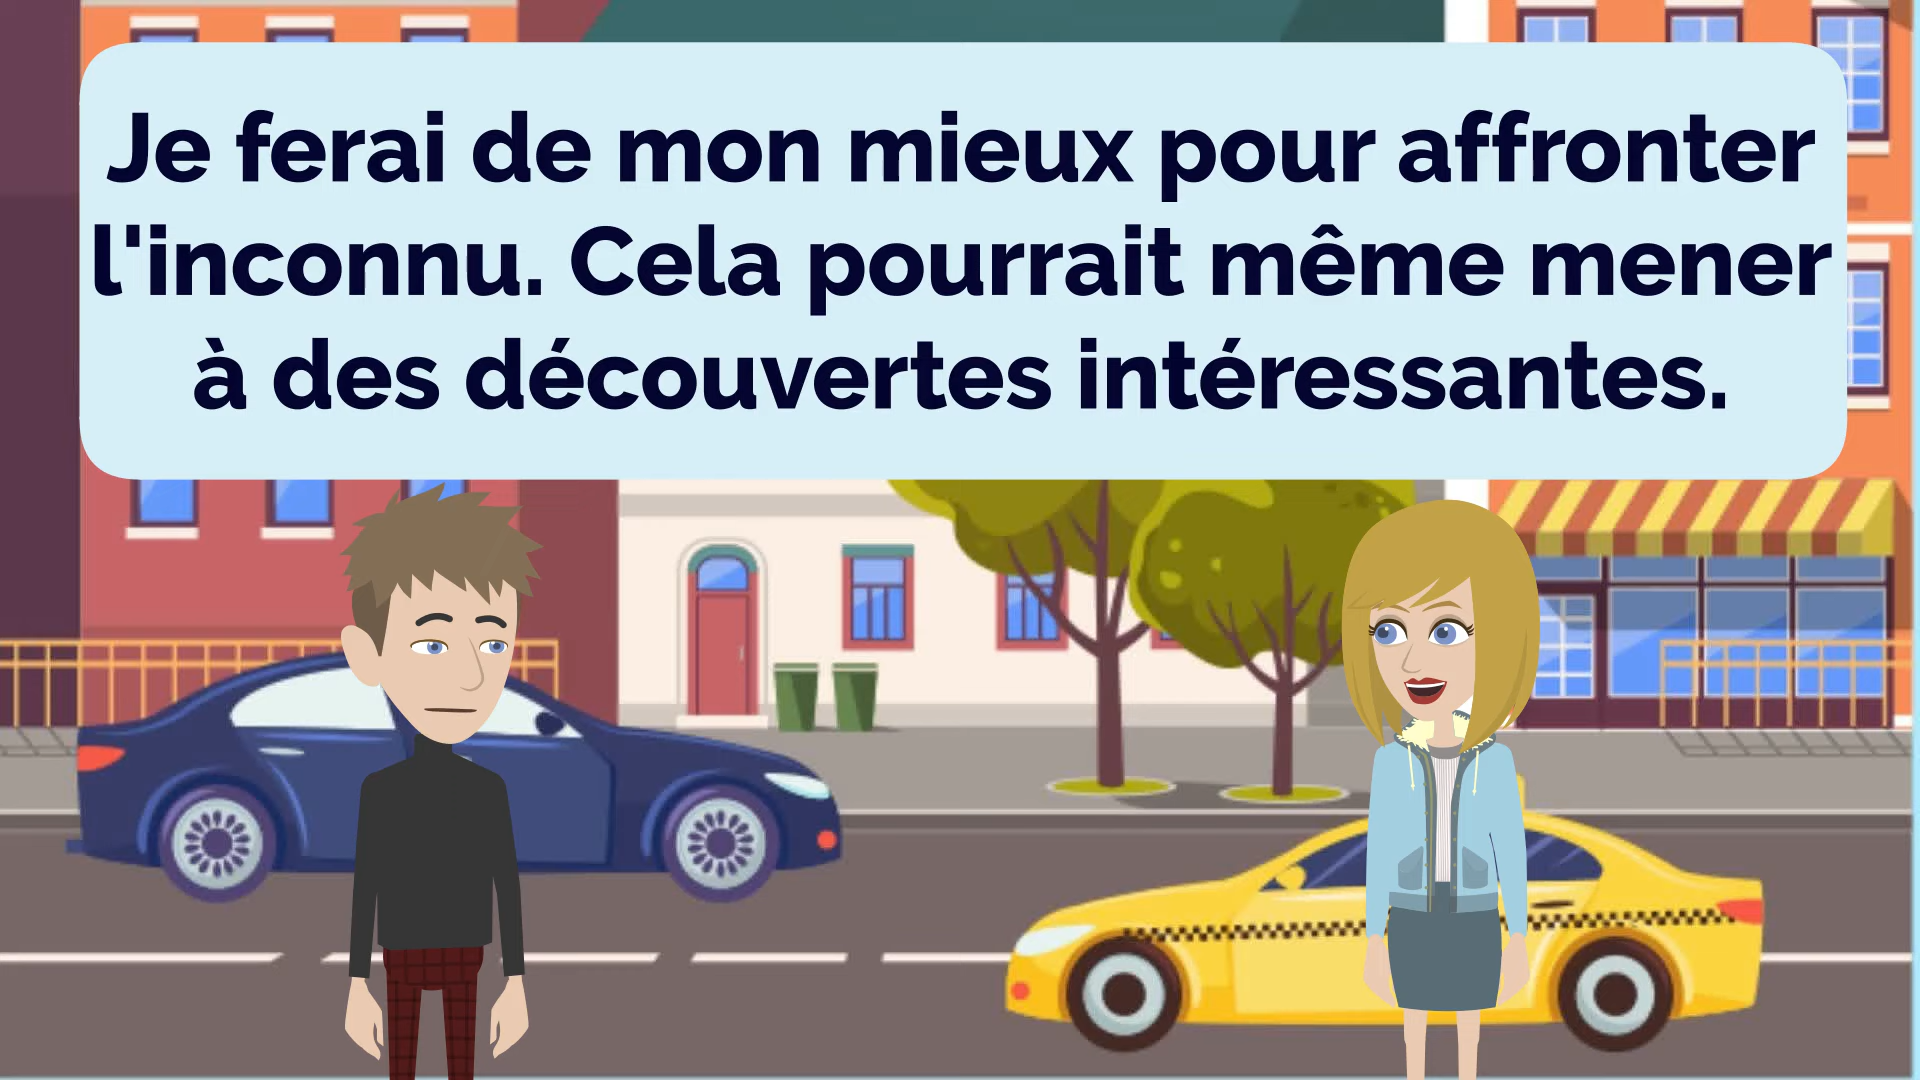 Je ferai de mon mieux pour affronter
l'inconnu. Cela pourrait même mener
à des découvertes intéressantes.